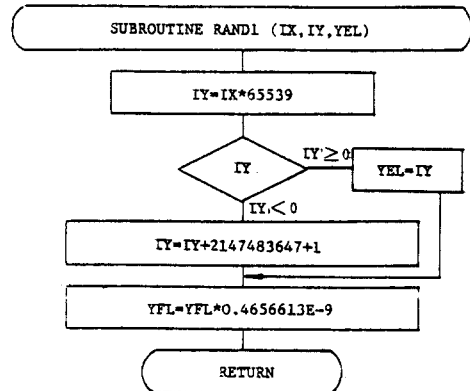 SUBROUTINE RAND1 (IX,IY,YEL)
IY=IX*65539
IY
IY≥0
YEL=IY
IY<0
IY=IY+2147483647+1
YFL=YFL*0.4656613E-9
RETURN